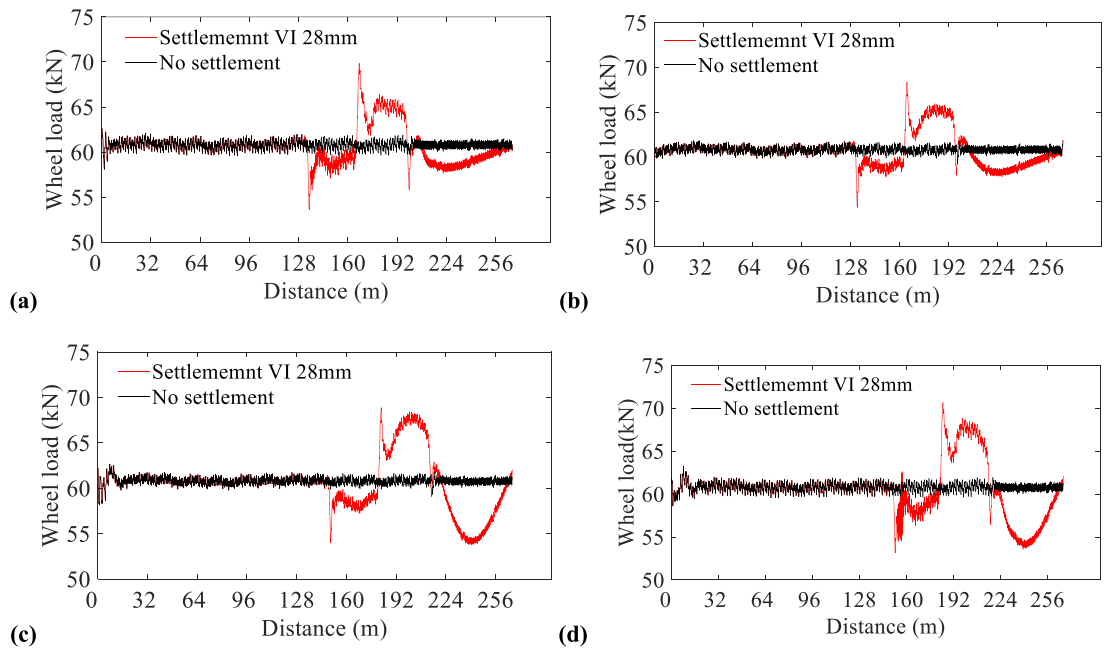 75
70
65
60
55
50
Wheel load (kN)
Settlememnt VI 28mm
No settlement
0 32 64 96 128 160 192 224 256
Distance (m)
(a)
75
70
65
60
55
50
Wheel load (kN)
Settlememnt VI 28mm
No settlement
0 32 64 96 128 160 192 224 256
Distance (m)
(b)
75
70
65
60
55
50
Wheel load (kN)
Settlememnt VI 28mm
No settlement
0 32 64 96 128 160 192 224 256
Distance (m)
(c)
75
70
65
60
55
50
Wheel load(kN)
Settlememnt VI 28mm
No settlement
0 32 64 96 128 160 192 224 256
Distance (m)
(d)